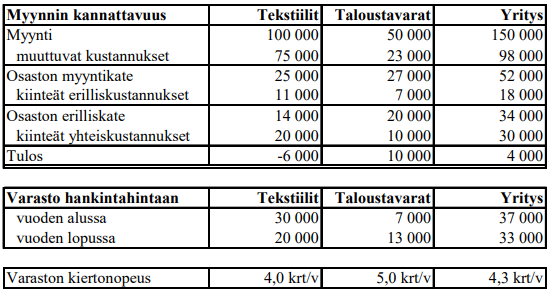 Myynnin kannattavuus Tekstiilit Taloustavarat Yritys
Myynti 100 000 50 000 150 000
muuttuvat kustannukset 75 000 23 000 98 000
Osaston myyntikate 25 000 27 000 52 000
kiinteät erilliskustannukset 11 000 7 000 18 000
Osaston erilliskate 14 000 20 000 34 000
kiinteät yhteiskustannukset 20 000 10 000 30 000
Tulos -6 000 10 000 4 000
Varasto hankintahintaan Tekstiilit Taloustavarat Yritys
vuoden alussa 30 000 7 000 37 000
vuoden lopussa 20 000 13 000 33 000
Varaston kiertonopeus 4,0 krt/v 5,0 krt/v 4,3 krt/v